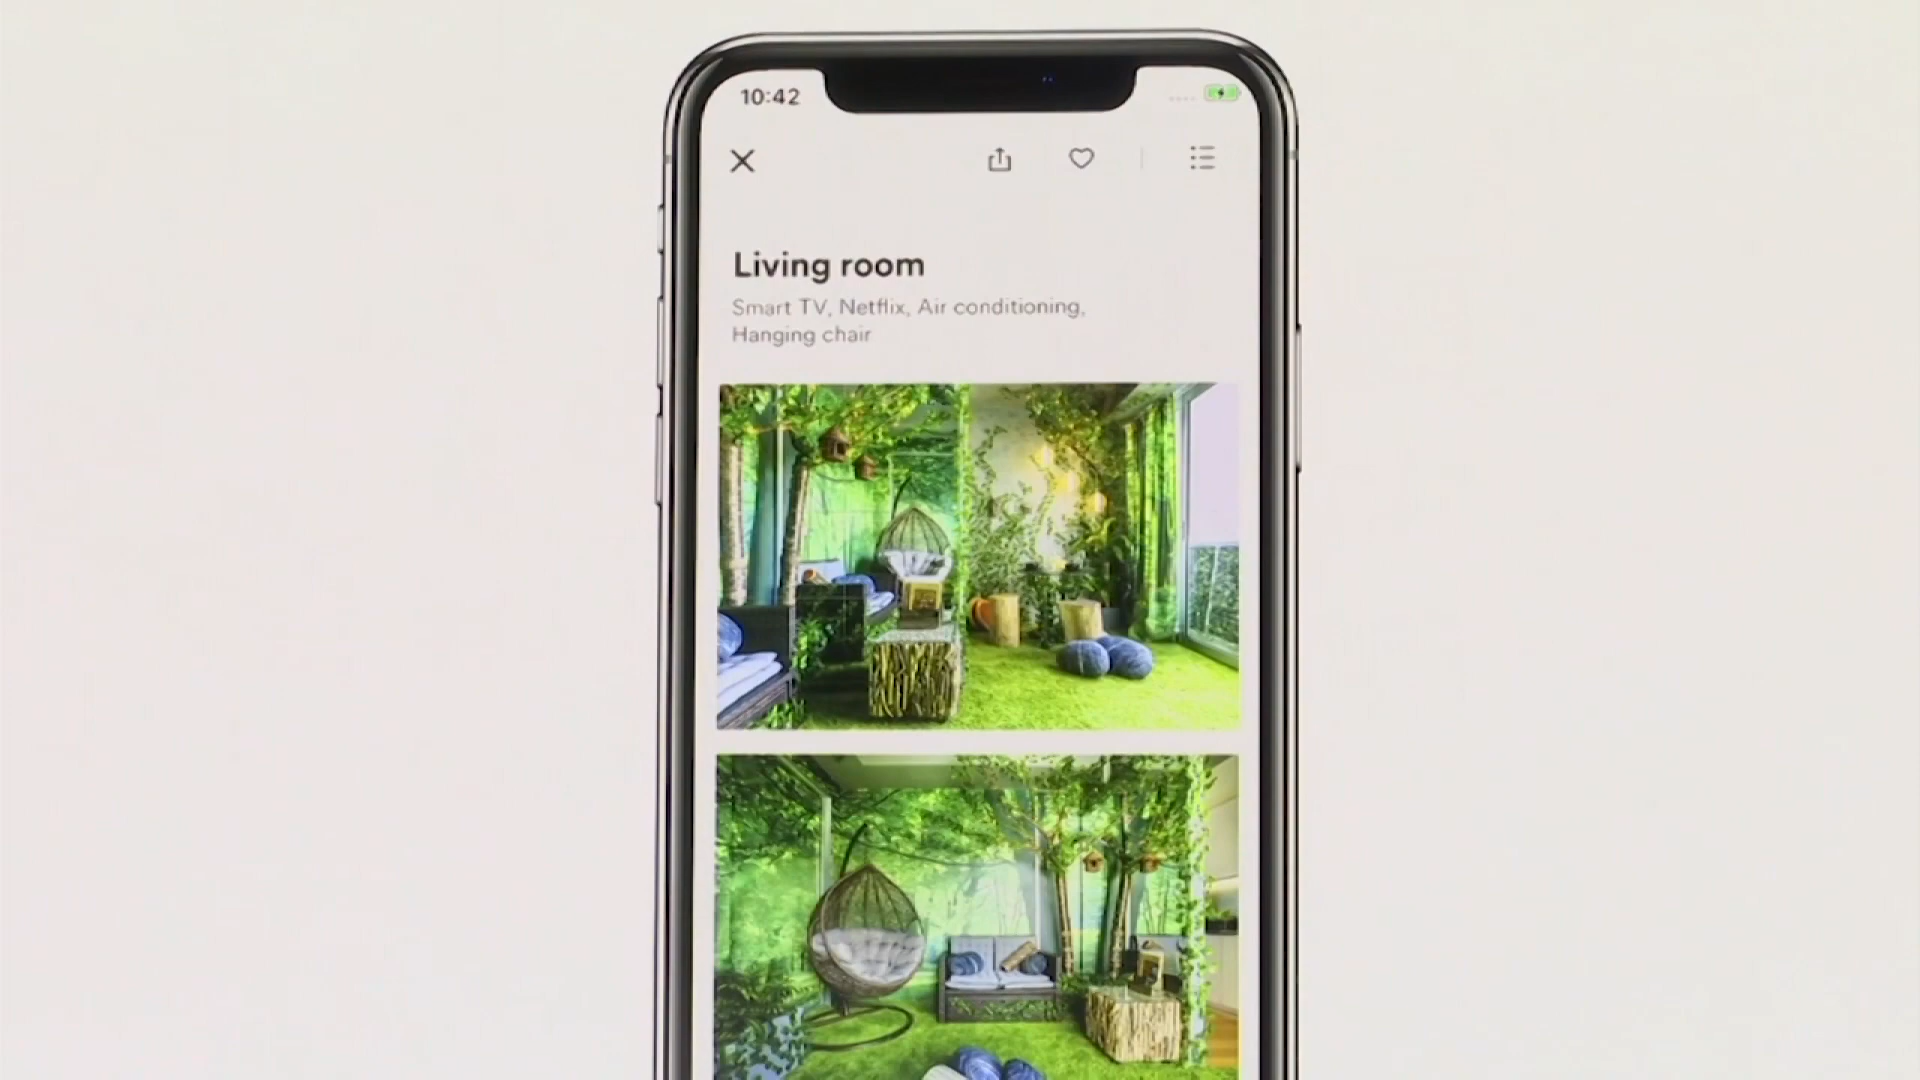 10:42
Living room
Smart TV, Netflix, Air conditioning,
Hanging chair